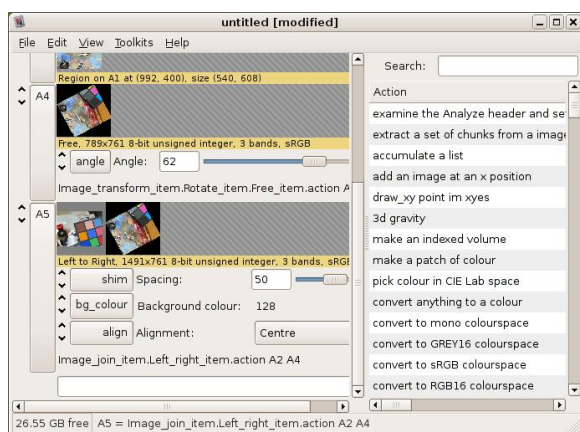 untitled [modified]
File Edit View Toolkits Help
Region on A1 at (992, 400), size (540, 608)
A4
Free, 789x761 8-bit unsigned integer, 3 bands, sRGB
angle Angle: 62
Image_transform_item.Rotate_item.Free_item.action A
A5
Left to Right, 1491x761 8-bit unsigned integer, 3 bands, sRGB
shim Spacing: 50
bg_colour Background colour: 128
align Alignment: Centre
Image_join_item.Left_right_item.action A2 A4
Search:
Action
examine the Analyze header and se
extract a set of chunks from a image
accumulate a list
add an image at an x position
draw_xy point im xyes
3d gravity
make an indexed volume
make a patch of colour
pick colour in CIE Lab space
convert anything to a colour
convert to mono colourspace
convert to GREY16 colourspace
convert to sRGB colourspace
convert to RGB16 colourspace
26.55 GB free A5 = Image_join_item.Left_right_item.action A2 A4